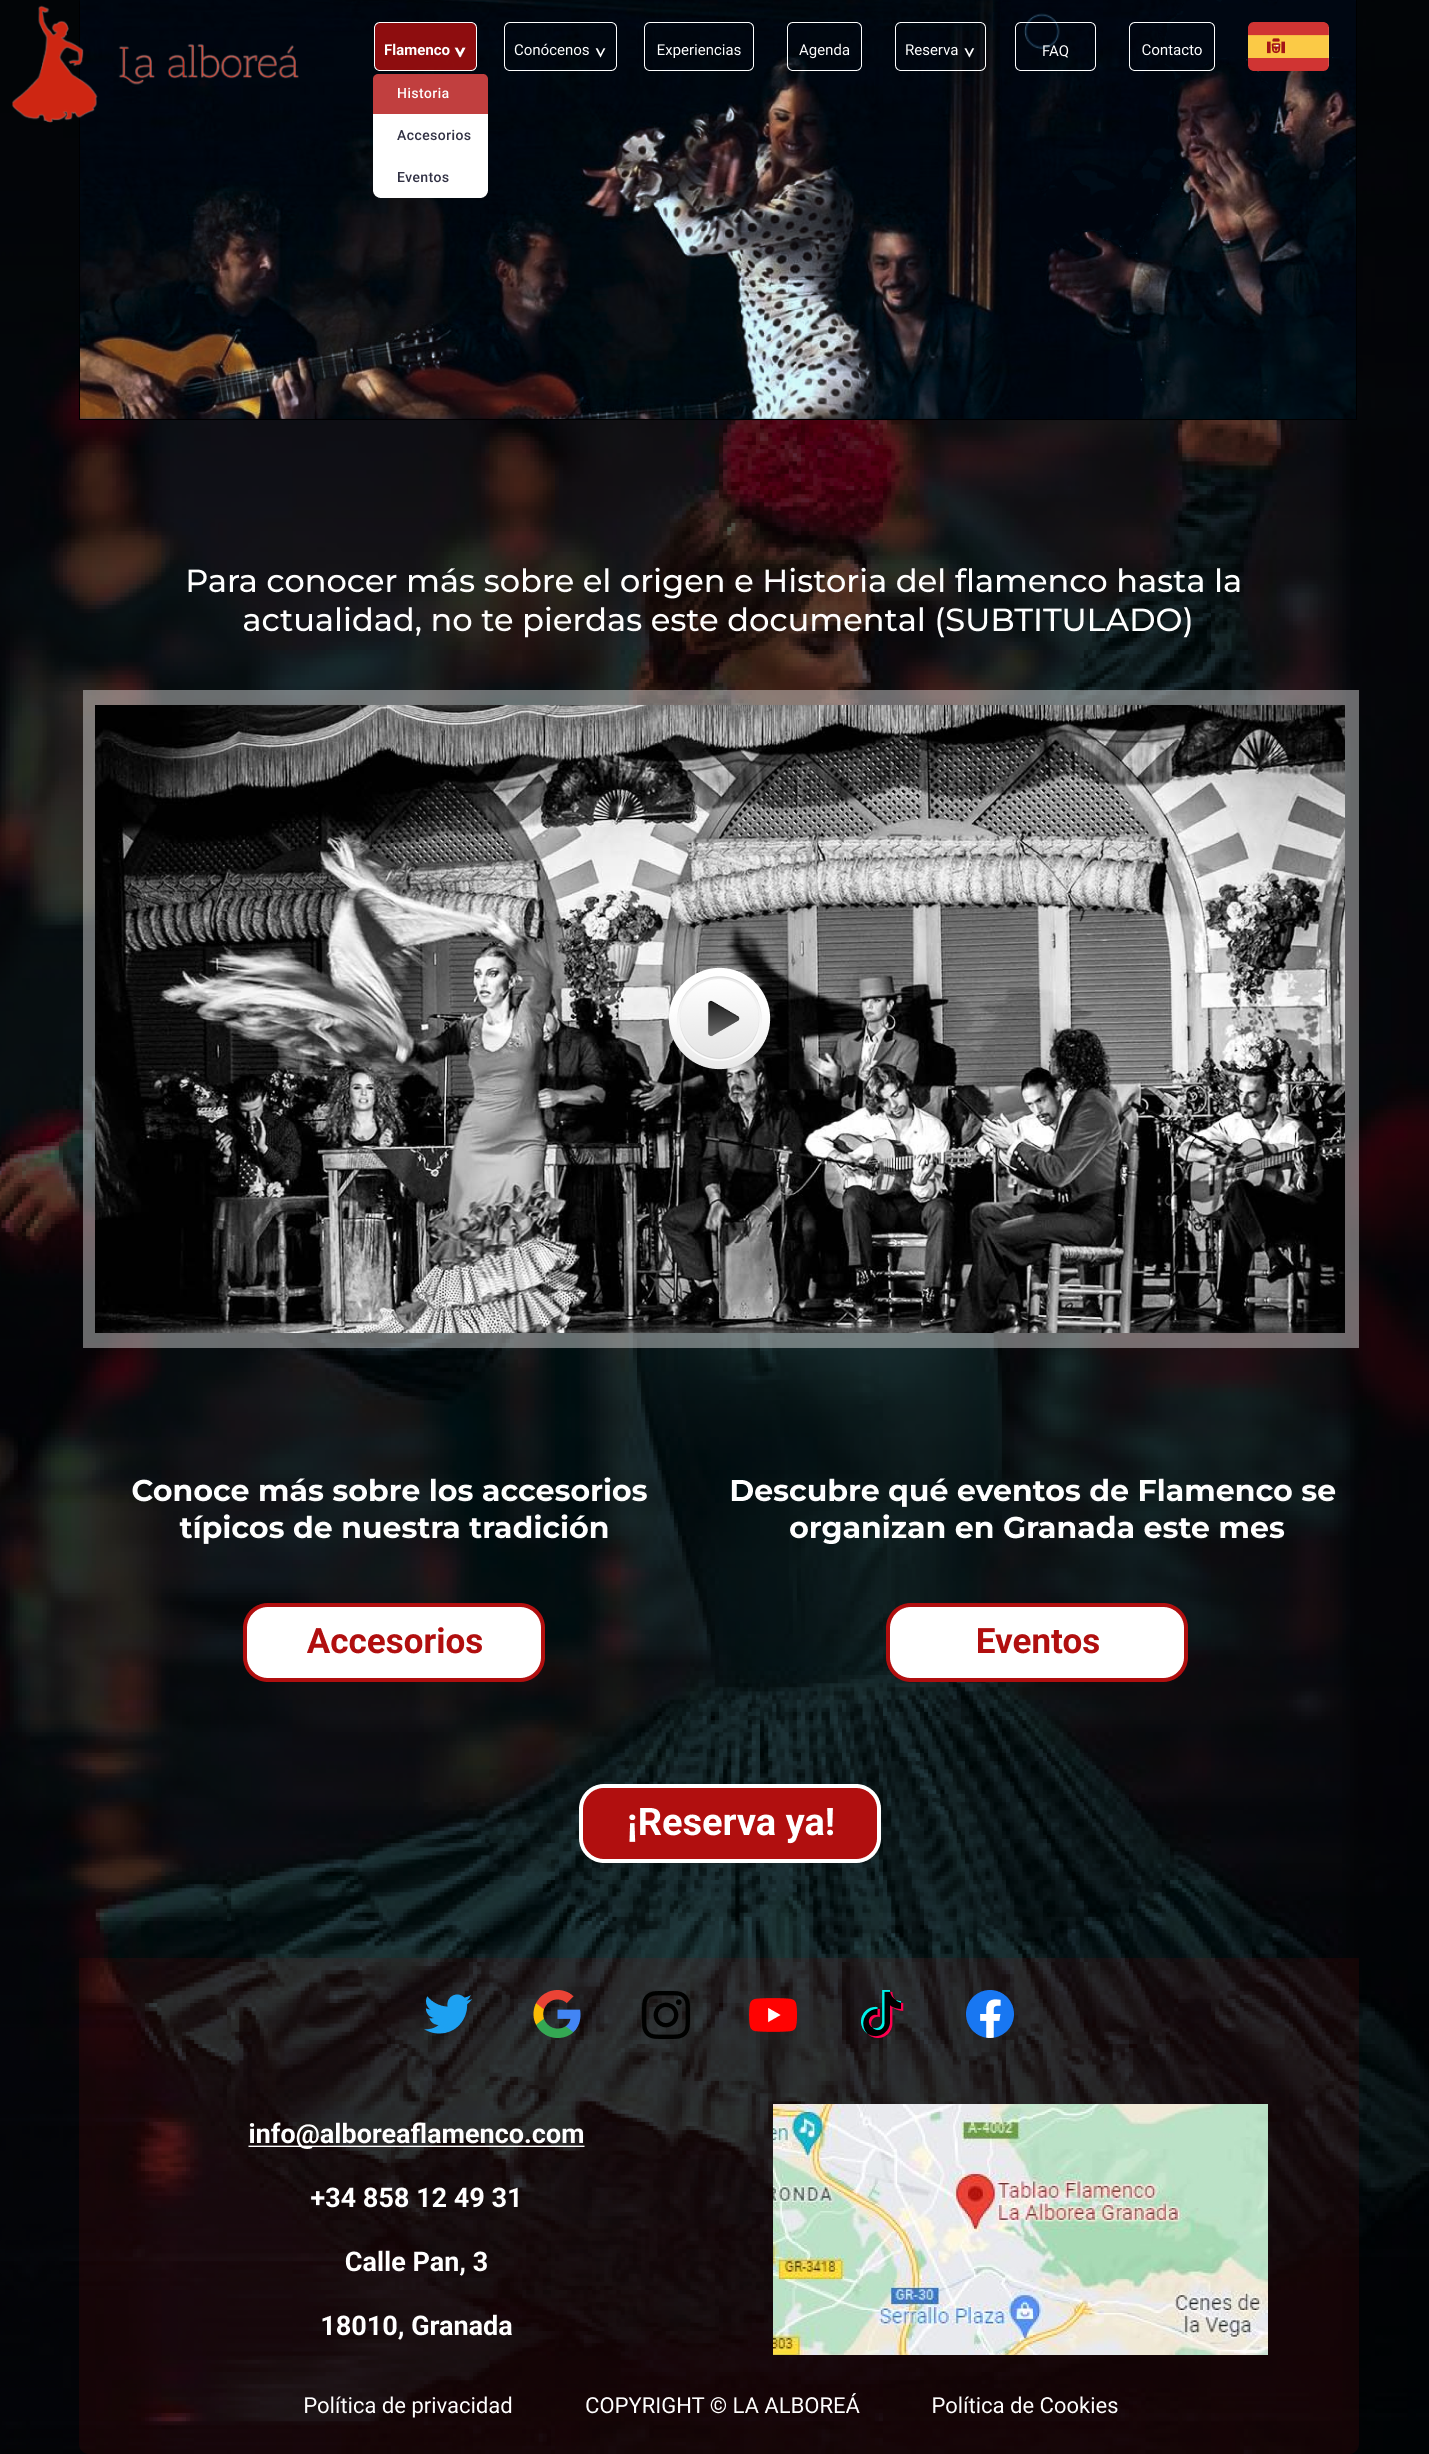 La alboreá
Flamenco
Conócenos
Experiencias
Agenda
Reserva
FAQ
Contacto
Historia
Accesorios
Eventos
Para conocer más sobre el origen e Historia del flamenco hasta la
actualidad, no te pierdas este documental (SUBTITULADO)
Conoce más sobre los accesorios
típicos de nuestra tradición
Descubre qué eventos de Flamenco se
organizan en Granada este mes
Accesorios
Eventos
¡Reserva ya!
info@alboreaflamenco.com
+34 858 12 49 31
Calle Pan, 3
18010, Granada
en
A-4002
RONDA
Tablao Flamenco
La Alborea Granada
GR-3418
GR-30
Serrallo Plaza
Cenes de
la Vega
303
Política de privacidad
COPYRIGHT © LA ALBOREÁ
Política de Cookies